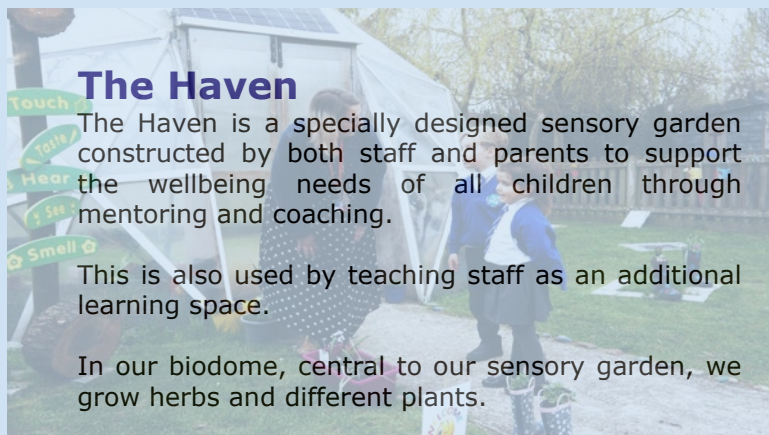 The Haven
Touch
The Haven is a specially designed sensory garden
constructed by both staff and parents to support
Taste
the wellbeing needs of all children through
Hear
mentoring and coaching.
See
Smell
This is also used by teaching staff as an additional
learning space.
In our biodome, central to our sensory garden, we
grow herbs and different plants.